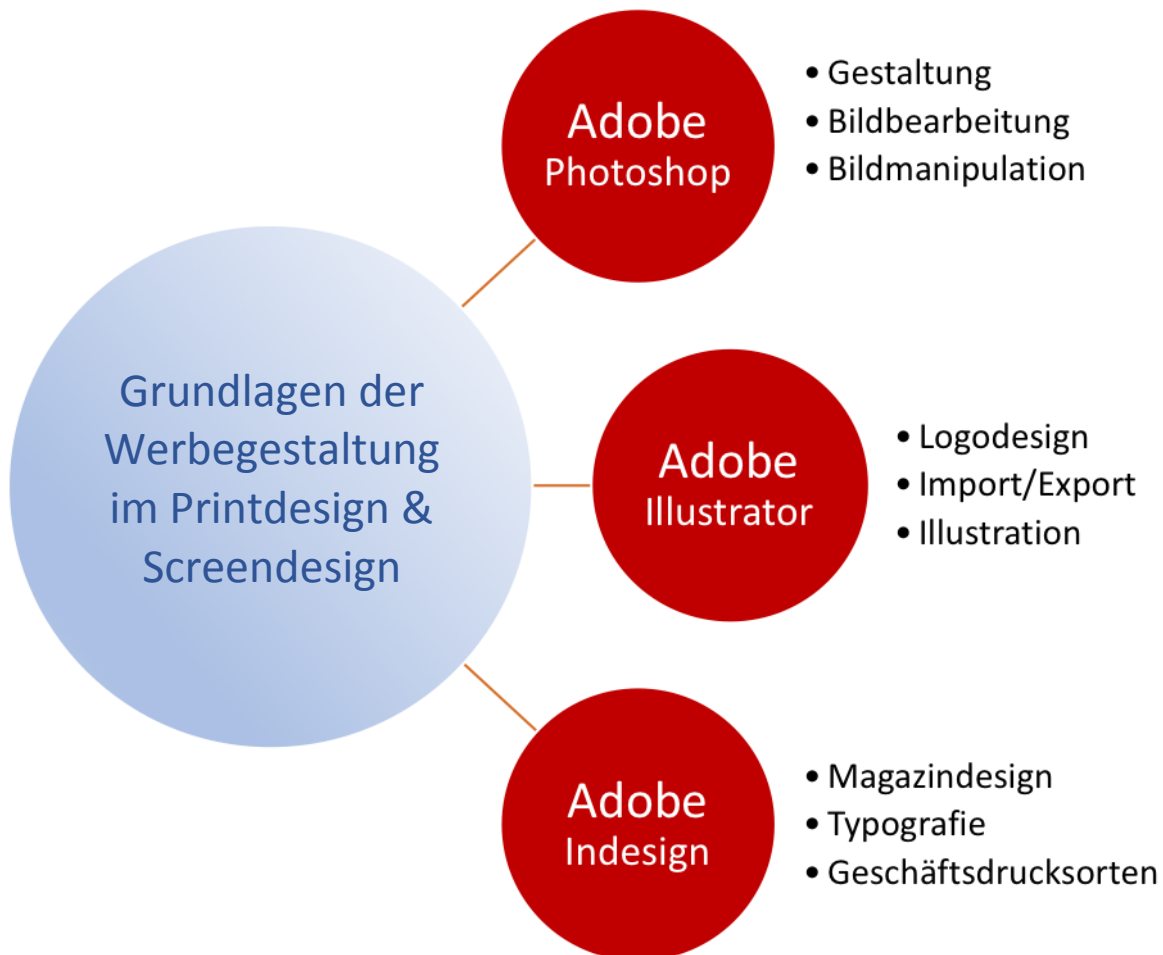 Grundlagen der
Werbegestaltung
im Printdesign &
Screendesign
Adobe
Photoshop
• Gestaltung
• Bildbearbeitung
• Bildmanipulation
Adobe
Illustrator
• Logodesign
• Import/Export
• Illustration
Adobe
Indesign
• Magazindesign
• Typografie
• Geschäftsdrucksorten